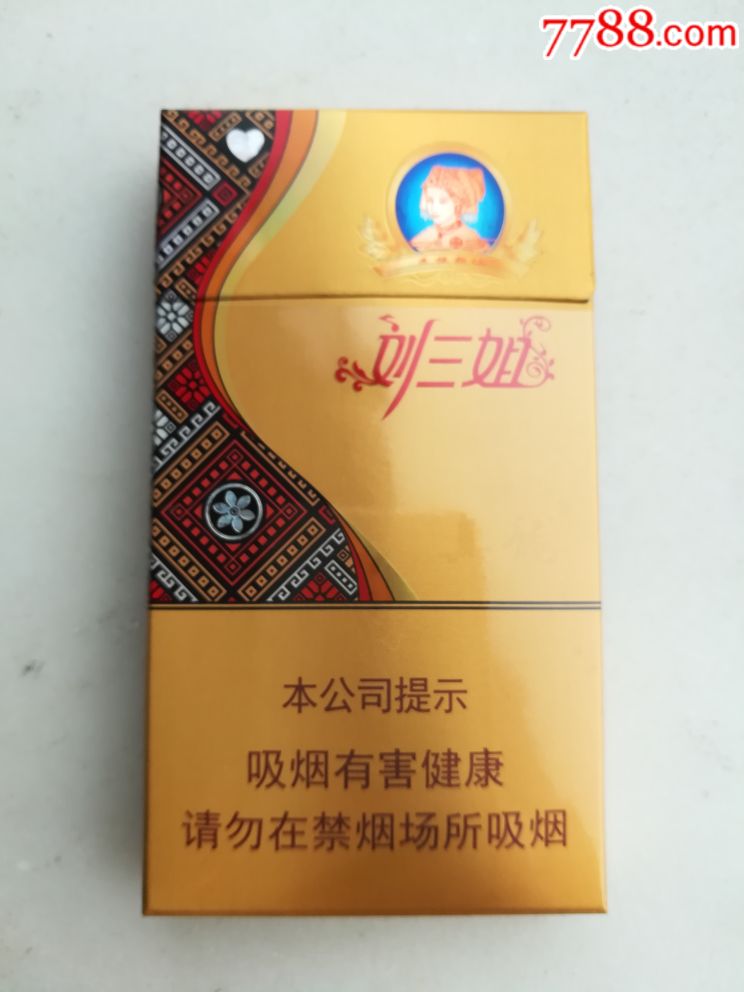 7788.com
刘三姐
本公司提示
吸烟有害健康
请勿在禁烟场所吸烟